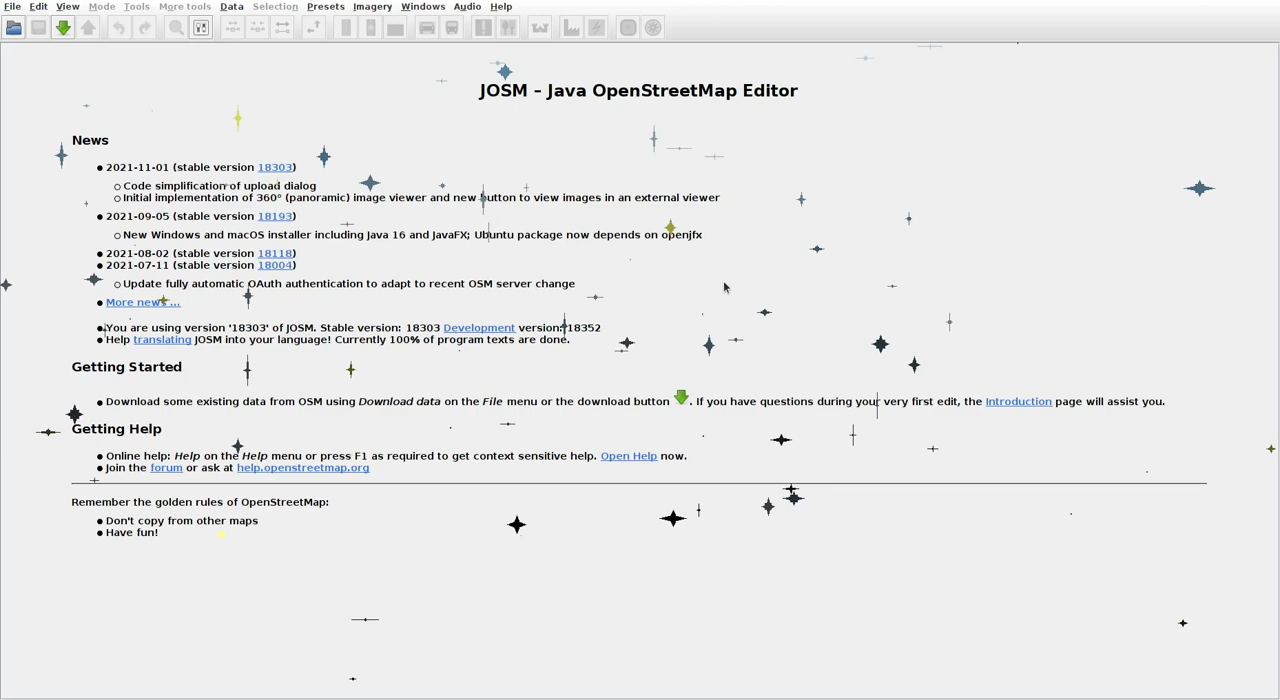 File Edit View Mode Tools More tools Data Selection Presets Imagery Windows Audio Help
JOSM – Java OpenStreetMap Editor
News
2021-11-01 (stable version 18303)
Code simplification of upload dialog
Initial implementation of 360° (panoramic) image viewer and new button to view images in an external viewer
2021-09-05 (stable version 18193)
New Windows and macOS installer including Java 16 and JavaFX; Ubuntu package now depends on openjfx
2021-08-02 (stable version 18118)
2021-07-11 (stable version 18004)
Update fully automatic OAuth authentication to adapt to recent OSM server change
More news ...
You are using version '18303' of JOSM. Stable version: 18303 Development version: 18352
Help translating JOSM into your language! Currently 100% of program texts are done.
Getting Started
Download some existing data from OSM using Download data on the File menu or the download button . If you have questions during your very first edit, the Introduction page will assist you.
Getting Help
Online help: Help on the Help menu or press F1 as required to get context sensitive help. Open Help now.
Join the forum or ask at help.openstreetmap.org
Remember the golden rules of OpenStreetMap:
Don't copy from other maps
Have fun!